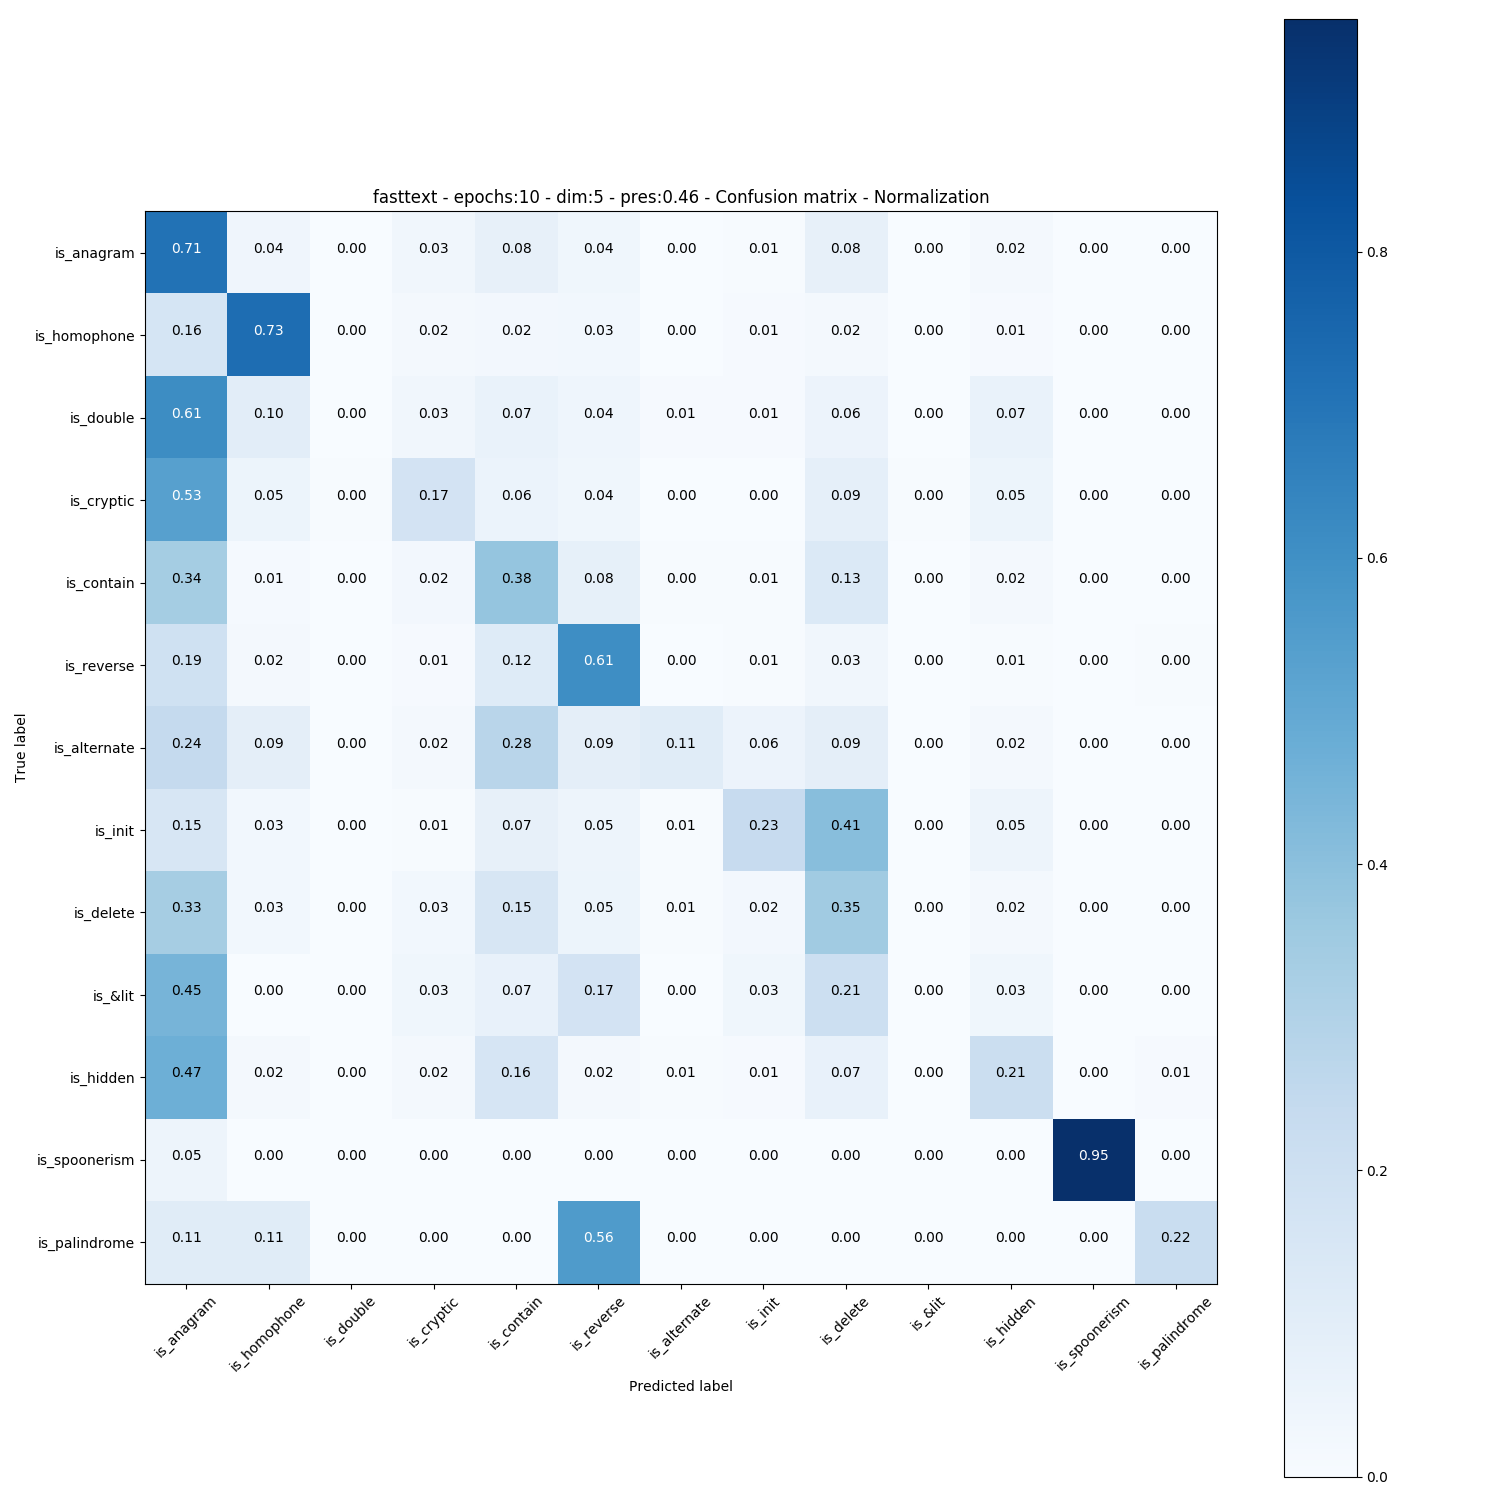 fasttext - epochs:10 - dim:5 - pres:0.46 - Confusion matrix - Normalization
is_anagram 0.71 0.04 0.00 0.03 0.08 0.04 0.00 0.01 0.08 0.00 0.02 0.00 0.00
is_homophone 0.16 0.73 0.00 0.02 0.02 0.03 0.00 0.01 0.02 0.00 0.01 0.00 0.00
is_double 0.61 0.10 0.00 0.03 0.07 0.04 0.01 0.01 0.06 0.00 0.07 0.00 0.00
is_cryptic 0.53 0.05 0.00 0.17 0.06 0.04 0.00 0.00 0.09 0.00 0.05 0.00 0.00
is_contain 0.34 0.01 0.00 0.02 0.38 0.08 0.00 0.01 0.13 0.00 0.02 0.00 0.00
is_reverse 0.19 0.02 0.00 0.01 0.12 0.61 0.00 0.01 0.03 0.00 0.01 0.00 0.00
is_alternate 0.24 0.09 0.00 0.02 0.28 0.09 0.11 0.06 0.09 0.00 0.02 0.00 0.00
is_init 0.15 0.03 0.00 0.01 0.07 0.05 0.01 0.23 0.41 0.00 0.05 0.00 0.00
is_delete 0.33 0.03 0.00 0.03 0.15 0.05 0.01 0.02 0.35 0.00 0.02 0.00 0.00
is_&lit 0.45 0.00 0.00 0.03 0.07 0.17 0.00 0.03 0.21 0.00 0.03 0.00 0.00
is_hidden 0.47 0.02 0.00 0.02 0.16 0.02 0.01 0.01 0.07 0.00 0.21 0.00 0.01
is_spoonerism 0.05 0.00 0.00 0.00 0.00 0.00 0.00 0.00 0.00 0.00 0.00 0.95 0.00
is_palindrome 0.11 0.11 0.00 0.00 0.00 0.56 0.00 0.00 0.00 0.00 0.00 0.00 0.22
True label
is_anagram is_homophone is_double is_cryptic is_contain is_reverse is_alternate is_init is_delete is_&lit is_hidden is_spoonerism is_palindrome
Predicted label
0.8
0.6
0.4
0.2
0.0